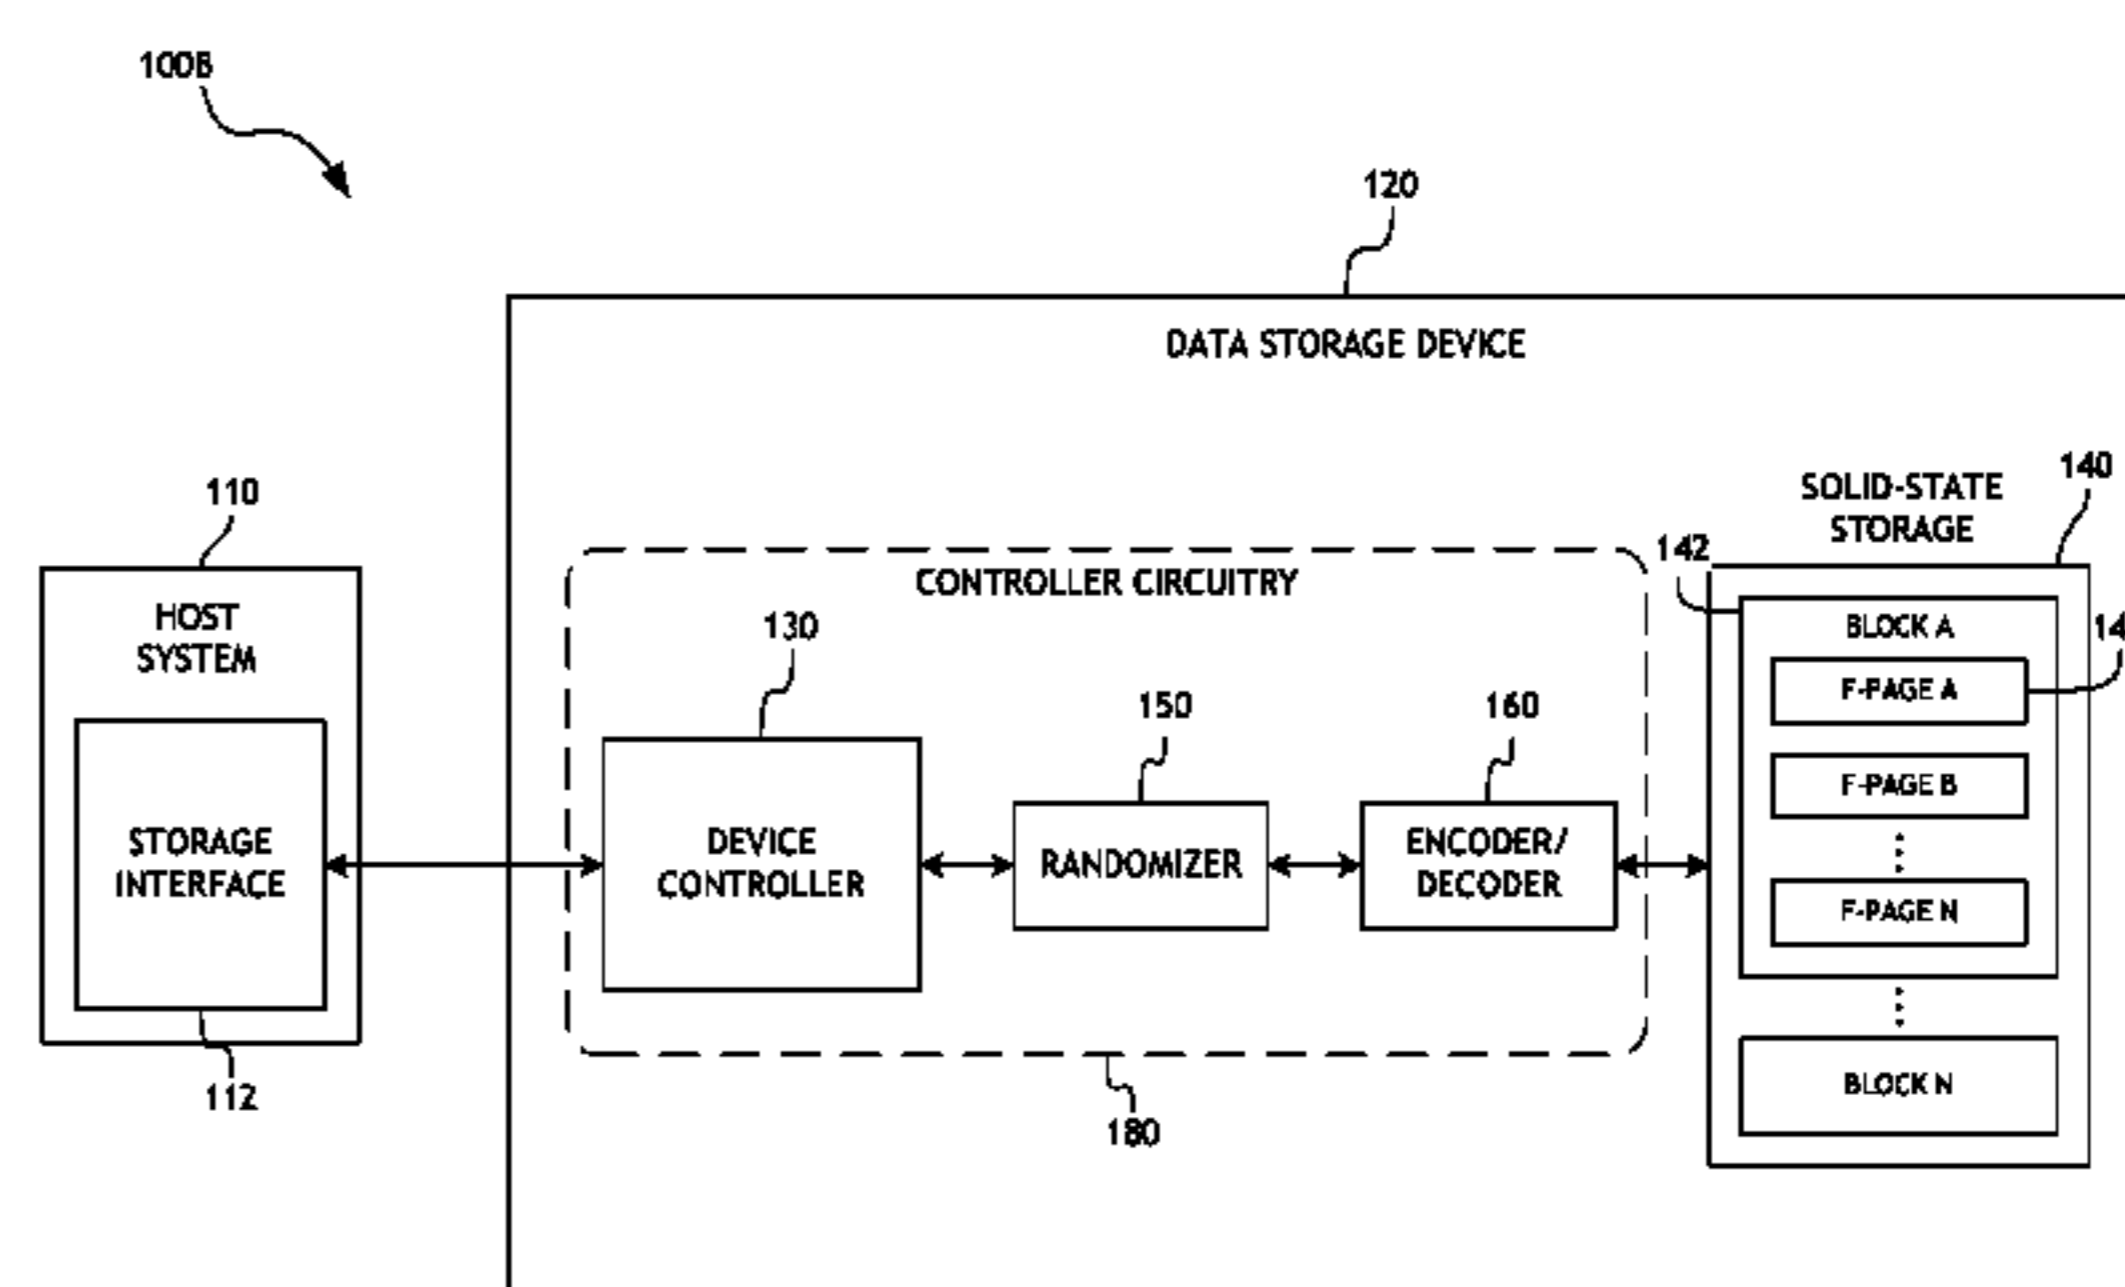 100B
120
DATA STORAGE DEVICE
110
HOST
SYSTEM
STORAGE
INTERFACE
112
CONTROLLER CIRCUITRY
130
DEVICE
CONTROLLER
150
RANDOMIZER
160
ENCODER/
DECODER
180
SOLID-STATE
STORAGE
140
142
BLOCK A
F-PAGE A
F-PAGE B
F-PAGE N
BLOCK N